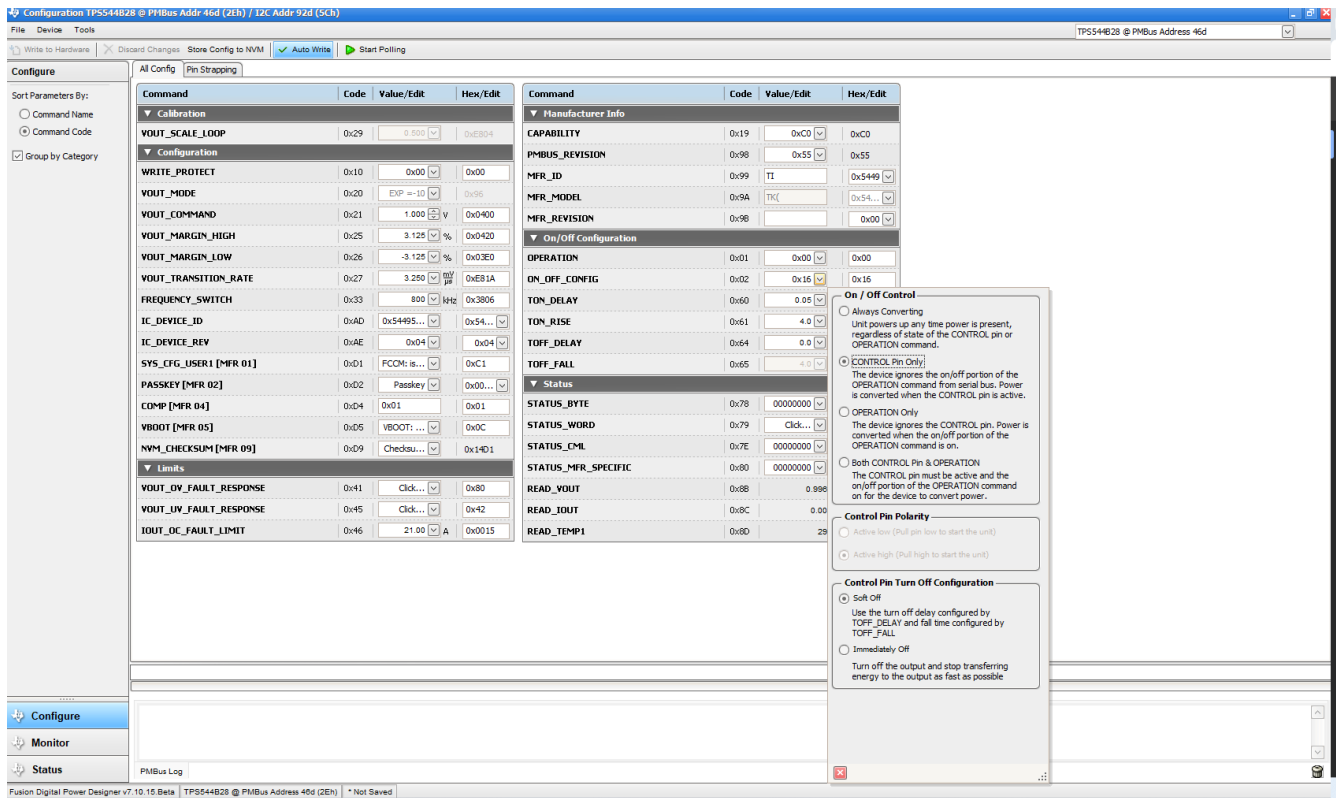 Configuration TPS544B28 @ PMBus Addr 46d (2Eh) / I2C Addr 92d (5Ch)
File Device Tools
TPS544B28 @ PMBus Address 46d
Write to Hardware Discard Changes Store Config to NVM Auto Write Start Polling
Configure
Sort Parameters By:
Command Name
Command Code
Group by Category
All Config Pin Strapping
Command Code Value/Edit Hex/Edit
Calibration
VOUT_SCALE_LOOP 0x29 0.500 0xE804
Configuration
WRITE_PROTECT 0x10 0x00 0x00
VOUT_MODE 0x20 EXP =-10 0x96
VOUT_COMMAND 0x21 1.000 V 0x0400
VOUT_MARGIN_HIGH 0x25 3.125 % 0x0420
VOUT_MARGIN_LOW 0x26 -3.125 % 0x03E0
VOUT_TRANSITION_RATE 0x27 3.250 mV/µs 0xE81A
FREQUENCY_SWITCH 0x33 800 kHz 0x3806
IC_DEVICE_ID 0xAD 0x54495... 0x54...
IC_DEVICE_REV 0xAE 0x04 0x04
SYS_CFG_USER1 [MFR 01] 0xD1 FCCM: is... 0xC1
PASSKEY [MFR 02] 0xD2 Passkey 0x00...
COMP [MFR 04] 0xD4 0x01 0x01
VBOOT [MFR 05] 0xD5 VBOOT: ... 0x0C
NVM_CHECKSUM [MFR 09] 0xD9 Checksu... 0x14D1
Limits
VOUT_OV_FAULT_RESPONSE 0x41 Click... 0x80
VOUT_UV_FAULT_RESPONSE 0x45 Click... 0x42
IOUT_OC_FAULT_LIMIT 0x46 21.00 A 0x0015
Command Code Value/Edit Hex/Edit
Manufacturer Info
CAPABILITY 0x19 0xC0 0xC0
PMBUS_REVISION 0x98 0x55 0x55
MFR_ID 0x99 TI 0x5449
MFR_MODEL 0x9A TK( 0x54...
MFR_REVISION 0x9B 0x00
On/Off Configuration
OPERATION 0x01 0x00 0x00
ON_OFF_CONFIG 0x02 0x16 0x16
TON_DELAY 0x60 0.05
TON_RISE 0x61 4.0
TOFF_DELAY 0x64 0.0
TOFF_FALL 0x65 4.0
Status
STATUS_BYTE 0x78 00000000
STATUS_WORD 0x79 Click...
STATUS_CML 0x7E 00000000
STATUS_MFR_SPECIFIC 0x80 00000000
READ_VOUT 0x8B 0.996
READ_IOUT 0x8C 0.00
READ_TEMP1 0x8D 29
On / Off Control
Always Converting
Unit powers up any time power is present,
regardless of state of the CONTROL pin or
OPERATION command.
CONTROL Pin Only
The device ignores the on/off portion of the
OPERATION command from serial bus. Power
is converted when the CONTROL pin is active.
OPERATION Only
The device ignores the CONTROL pin. Power is
converted when the on/off portion of the
OPERATION command is on.
Both CONTROL Pin & OPERATION
The CONTROL pin must be active and the
on/off portion of the OPERATION command
on for the device to convert power.
Control Pin Polarity
Active low (Pull pin low to start the unit)
Active high (Pull high to start the unit)
Control Pin Turn Off Configuration
Soft Off
Use the turn off delay configured by
TOFF_DELAY and fall time configured by
TOFF_FALL
Immediately Off
Turn off the output and stop transferring
energy to the output as fast as possible
Configure
Monitor
Status
PMBus Log
Fusion Digital Power Designer v7.10.15.Beta TPS544B28 @ PMBus Address 46d (2Eh) * Not Saved